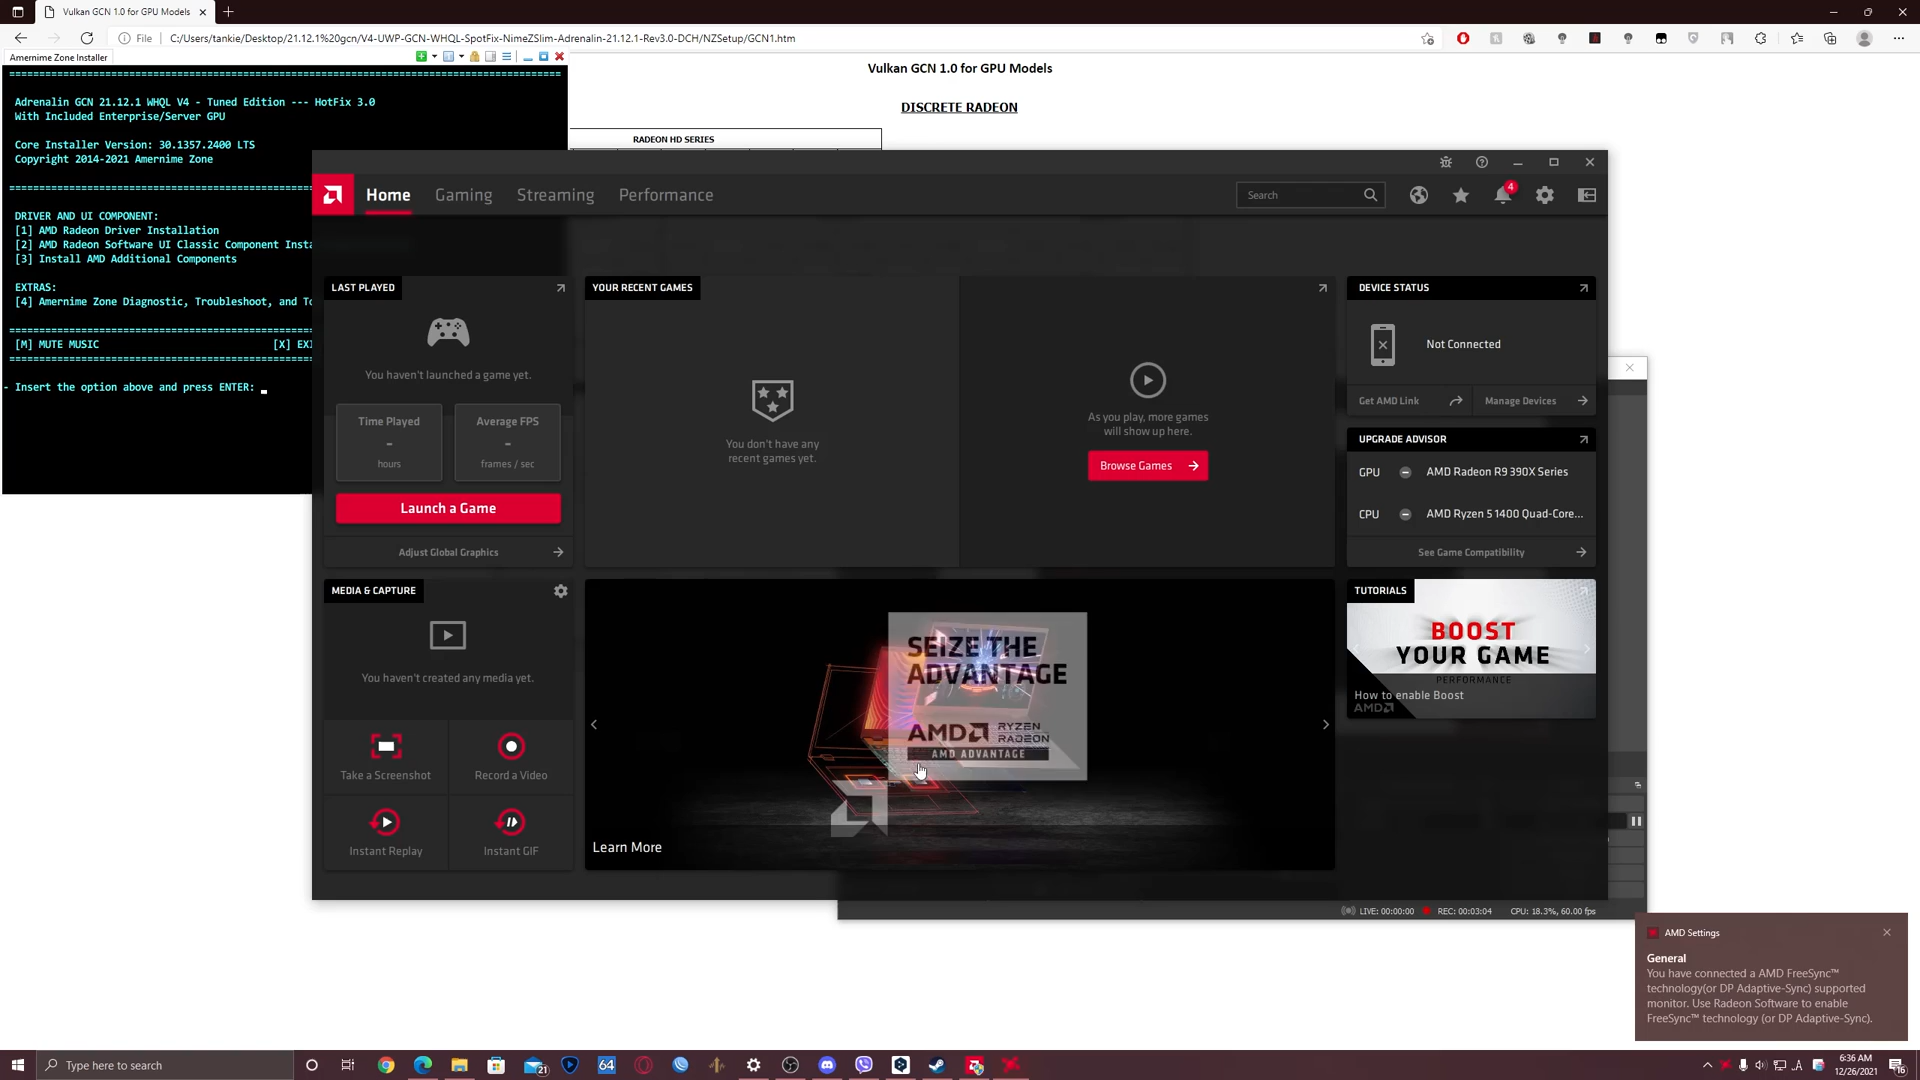 Vulkan GCN 1.0 for GPU Models
File
C:/Users/tankie/Desktop/21.12.1%20gcn/V4-UWP-GCN-WHQL-SpotFix-NimeZSlim-Adrenalin-21.12.1-Rev3.0-DCH/NZSetup/GCN1.htm
Amernime Zone Installer
Vulkan GCN 1.0 for GPU Models
DISCRETE RADEON
RADEON HD SERIES
Adrenalin GCN 21.12.1 WHQL V4 - Tuned Edition --- HotFix 3.0
With Included Enterprise/Server GPU
Core Installer Version: 30.1357.2400 LTS
Copyright 2014-2021 Amernime Zone
DRIVER AND UI COMPONENT:
[1] AMD Radeon Driver Installation
[2] AMD Radeon Software UI Classic Component Insta
[3] Install AMD Additional Components
EXTRAS:
[4] Amernime Zone Diagnostic, Troubleshoot, and To
[M] MUTE MUSIC [X] EXI
- Insert the option above and press ENTER:
Home
Gaming
Streaming
Performance
Search
4
LAST PLAYED
You haven't launched a game yet.
Time Played
-
hours
Average FPS
-
frames / sec
Launch a Game
Adjust Global Graphics
YOUR RECENT GAMES
You don't have any
recent games yet.
As you play, more games
will show up here.
Browse Games
DEVICE STATUS
Not Connected
Get AMD Link
Manage Devices
UPGRADE ADVISOR
GPU
AMD Radeon R9 390X Series
CPU
AMD Ryzen 5 1400 Quad-Core...
See Game Compatibility
MEDIA & CAPTURE
You haven't created any media yet.
Take a Screenshot
Record a Video
Instant Replay
Instant GIF
SEIZE THE
ADVANTAGE
AMD
RYZEN
RADEON
AMD ADVANTAGE
Learn More
TUTORIALS
BOOST
YOUR GAME
PERFORMANCE
How to enable Boost
AMD
LIVE: 00:00:00
REC: 00:03:04
CPU: 18.3%, 60.00 fps
AMD Settings
General
You have connected a AMD FreeSync™
technology(or DP Adaptive-Sync) supported
monitor. Use Radeon Software to enable
FreeSync™ technology (or DP Adaptive-Sync).
Type here to search
21
64
6:36 AM
12/26/2021
16